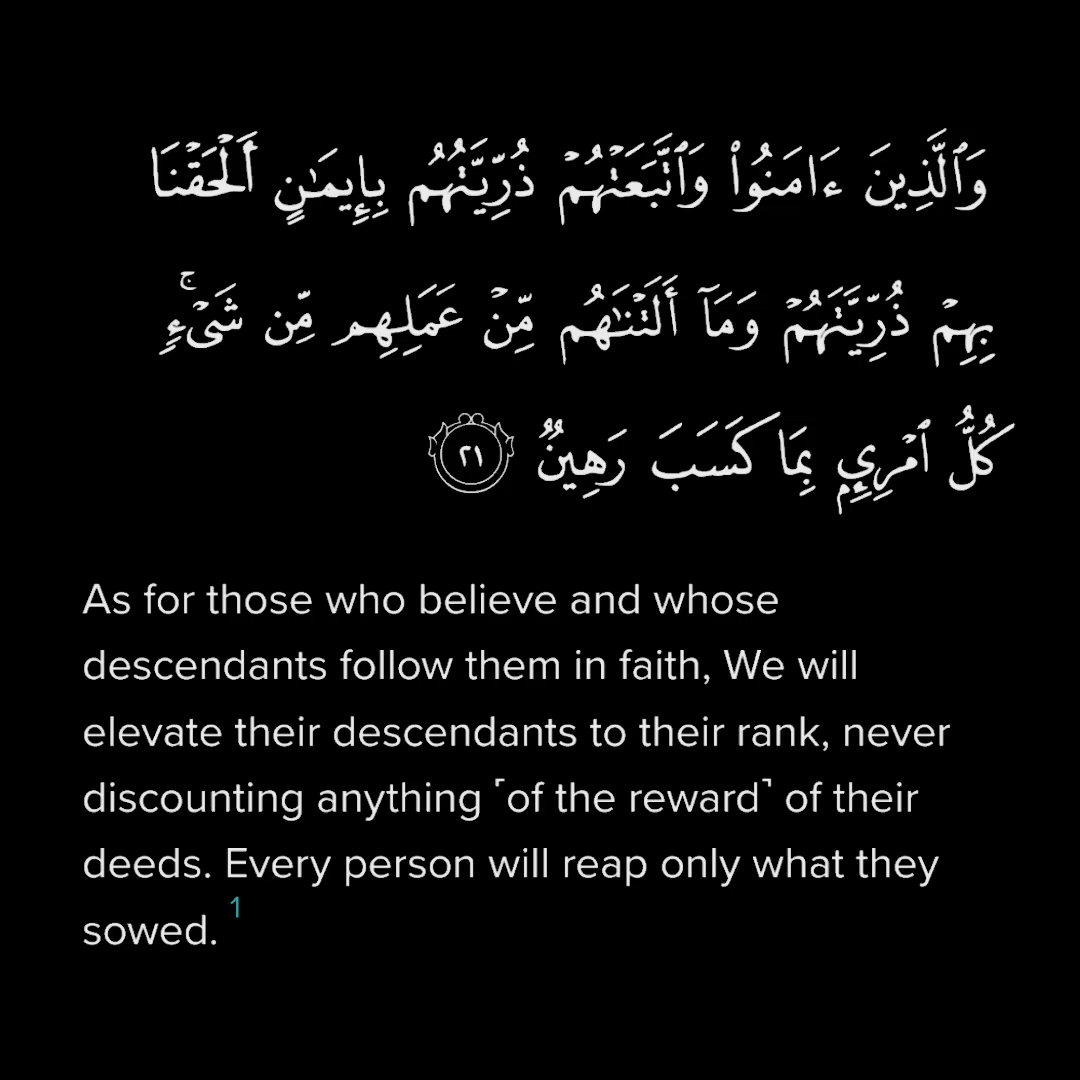 وَٱلَّذِينَ ءَامَنُوا۟ وَٱتَّبَعَتْهُمْ ذُرِّيَّتُهُم بِإِيمَـٰنٍ أَلْحَقْنَا
بِهِمْ ذُرِّيَّتَهُمْ وَمَآ أَلَتْنَـٰهُم مِّنْ عَمَلِهِم مِّن شَىْءٍۢ ۚ
كُلُّ ٱمْرِئٍۭ بِمَا كَسَبَ رَهِينٌۭ ٢١
As for those who believe and whose
descendants follow them in faith, We will
elevate their descendants to their rank, never
discounting anything ˹of the reward˺ of their
deeds. Every person will reap only what they
sowed. 1